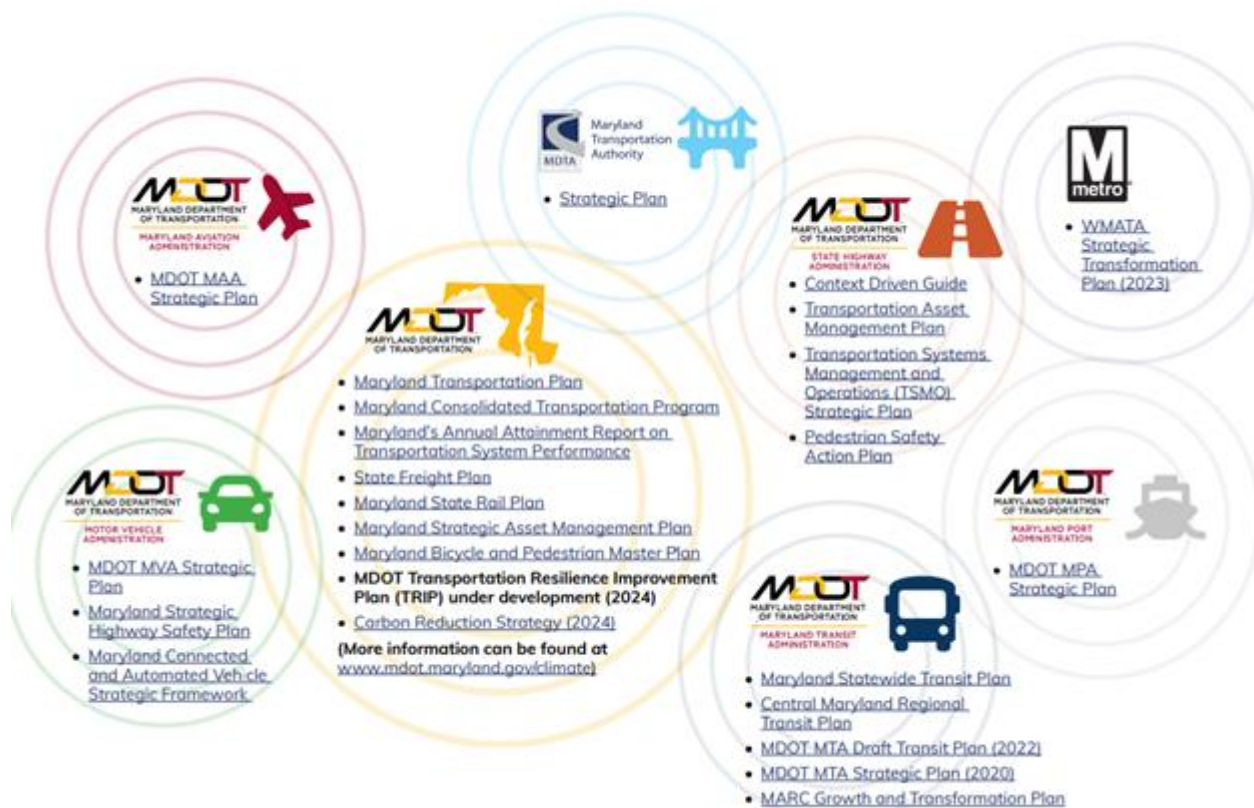 MDOT
MARYLAND DEPARTMENT
OF TRANSPORTATION
MARYLAND AVIATION
ADMINISTRATION
• MDOT MAA
Strategic Plan
MDTA
Maryland
Transportation
Authority
• Strategic Plan
MDOT
MARYLAND DEPARTMENT
OF TRANSPORTATION
STATE HIGHWAY
ADMINISTRATION
• Context Driven Guide
• Transportation Asset
Management Plan
• Transportation Systems
Management and
Operations (TSMO)
Strategic Plan
• Pedestrian Safety
Action Plan
M
metro
• WMATA
Strategic
Transformation
Plan (2023)
MDOT
MARYLAND DEPARTMENT
OF TRANSPORTATION
• Maryland Transportation Plan
• Maryland Consolidated Transportation Program
• Maryland's Annual Attainment Report on
Transportation System Performance
• State Freight Plan
• Maryland State Rail Plan
• Maryland Strategic Asset Management Plan
• Maryland Bicycle and Pedestrian Master Plan
• MDOT Transportation Resilience Improvement
Plan (TRIP) under development (2024)
• Carbon Reduction Strategy (2024)
(More information can be found at
www.mdot.maryland.gov/climate)
MDOT
MARYLAND DEPARTMENT
OF TRANSPORTATION
MOTOR VEHICLE
ADMINISTRATION
• MDOT MVA Strategic
Plan
• Maryland Strategic
Highway Safety Plan
• Maryland Connected
and Automated Vehicle
Strategic Framework
MDOT
MARYLAND DEPARTMENT
OF TRANSPORTATION
MARYLAND PORT
ADMINISTRATION
• MDOT MPA
Strategic Plan
MDOT
MARYLAND DEPARTMENT
OF TRANSPORTATION
MARYLAND TRANSIT
ADMINISTRATION
• Maryland Statewide Transit Plan
• Central Maryland Regional
Transit Plan
• MDOT MTA Draft Transit Plan (2022)
• MDOT MTA Strategic Plan (2020)
• MARC Growth and Transformation Plan